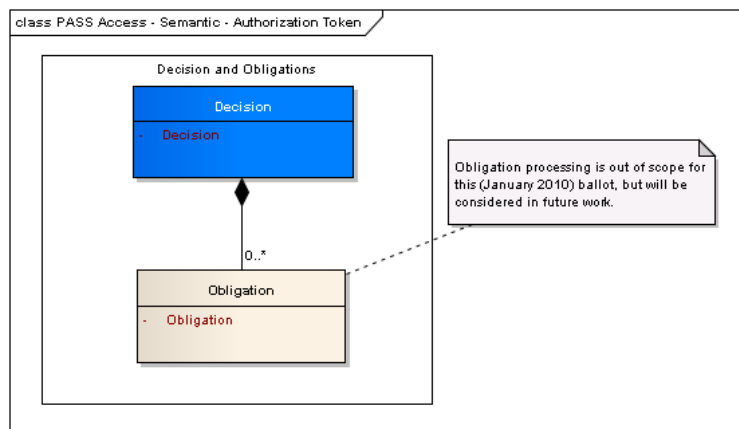 class PASS Access - Semantic - Authorization Token
Decision and Obligations
Decision
- Decision
Obligation processing is out of scope for
this (January 2010) ballot, but will be
considered in future work.
0..*
Obligation
- Obligation